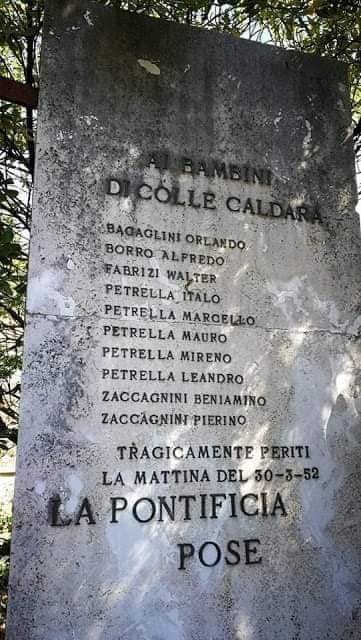 AI BAMBINI
DI COLLE CALDARA
BAGAGLINI ORLANDO
BORRO ALFREDO
FABRIZI WALTER
PETRELLA ITALO
PETRELLA MARCELLO
PETRELLA MAURO
PETRELLA MIRENO
PETRELLA LEANDRO
ZACCAGNINI BENIAMINO
ZACCAGNINI PIERINO
TRAGICAMENTE PERITI
LA MATTINA DEL 30-3-52
LA PONTIFICIA
POSE